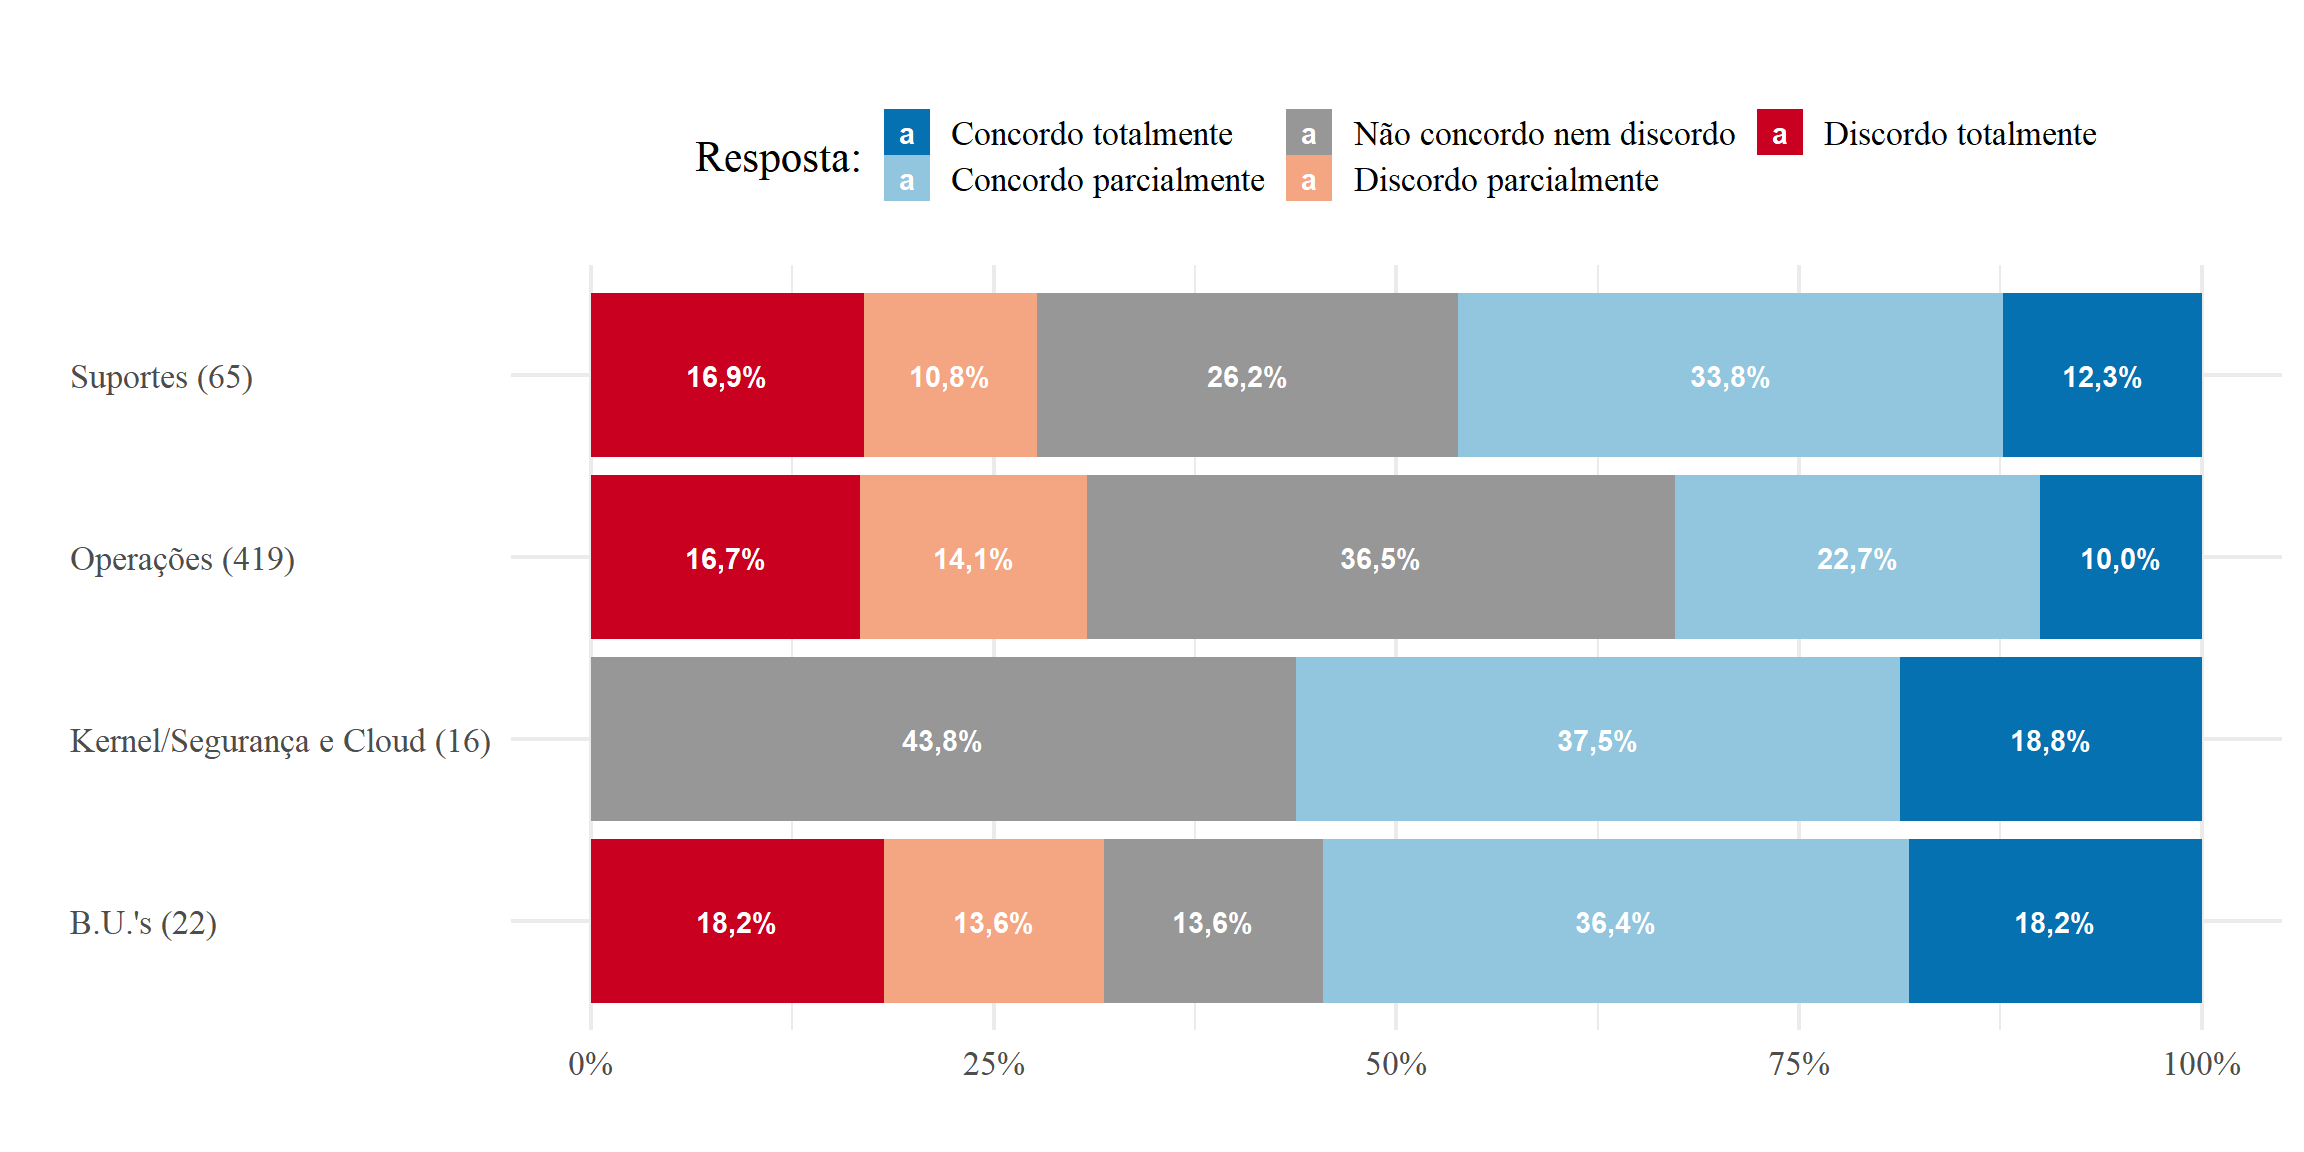 Resposta:
a Concordo totalmente a Não concordo nem discordo a Discordo totalmente
a Concordo parcialmente a Discordo parcialmente
Suportes (65) 16,9% 10,8% 26,2% 33,8% 12,3%
Operações (419) 16,7% 14,1% 36,5% 22,7% 10,0%
Kernel/Segurança e Cloud (16) 43,8% 37,5% 18,8%
B.U.'s (22) 18,2% 13,6% 13,6% 36,4% 18,2%
0% 25% 50% 75% 100%